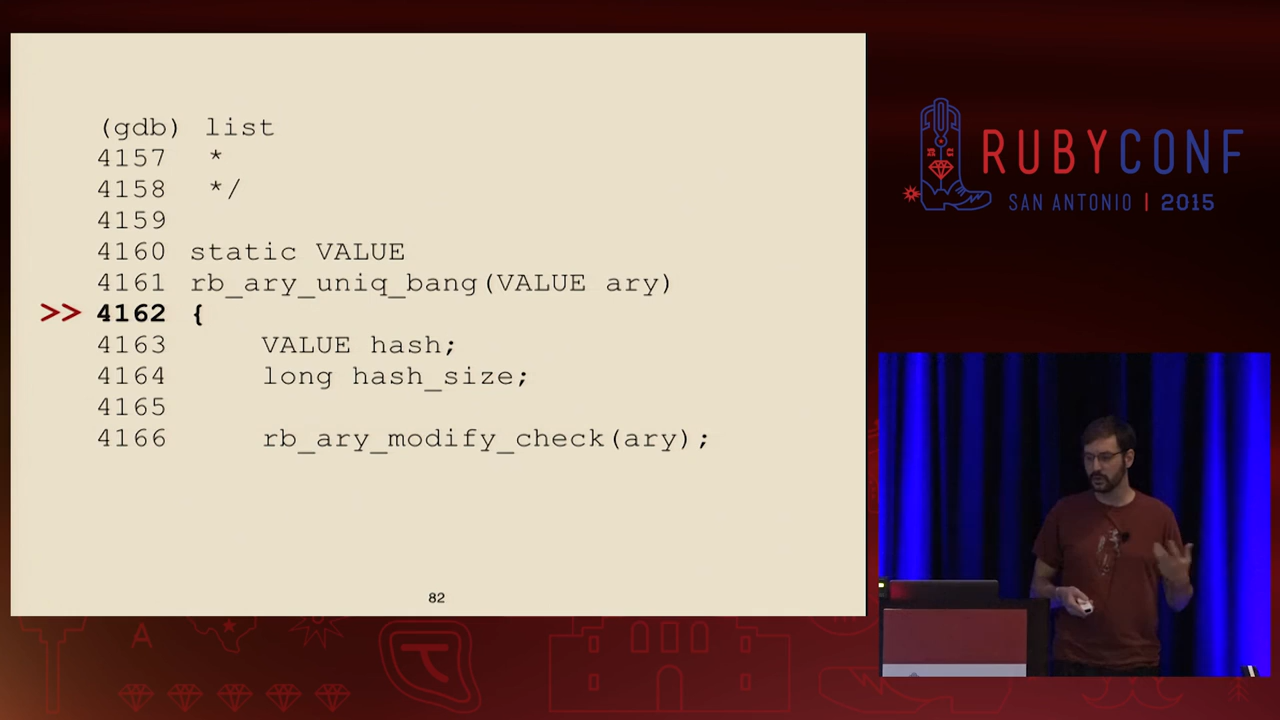 (gdb) list
4157 *
4158 */
4159
4160 static VALUE
4161 rb_ary_uniq_bang(VALUE ary)
>> 4162 {
4163 VALUE hash;
4164 long hash_size;
4165
4166 rb_ary_modify_check(ary);
82
RUBYCONF
SAN ANTONIO | 2015